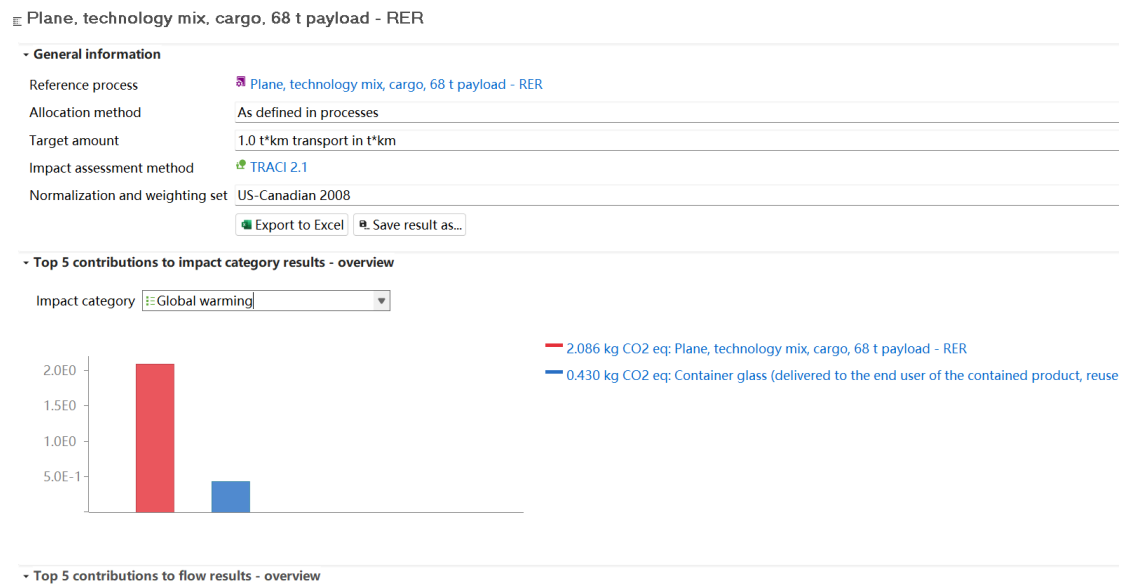 Plane, technology mix, cargo, 68 t payload - RER
General information
Reference process Plane, technology mix, cargo, 68 t payload - RER
Allocation method As defined in processes
Target amount 1.0 t*km transport in t*km
Impact assessment method TRACI 2.1
Normalization and weighting set US-Canadian 2008
Export to Excel Save result as...
Top 5 contributions to impact category results - overview
Impact category Global warming
2.086 kg CO2 eq: Plane, technology mix, cargo, 68 t payload - RER
0.430 kg CO2 eq: Container glass (delivered to the end user of the contained product, reuse
2.0E0
1.5E0
1.0E0
5.0E-1
Top 5 contributions to flow results - overview